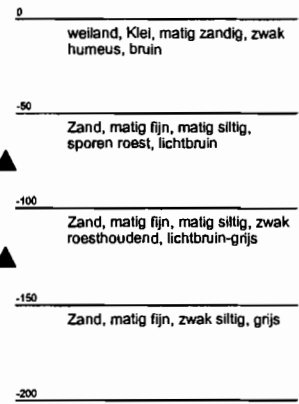 0
weiland, Klei, matig zandig, zwak
humeus, bruin
-50
Zand, matig fijn, matig siltig,
sporen roest, lichtbruin
-100
Zand, matig fijn, matig siltig, zwak
roesthoudend, lichtbruin-grijs
-150
Zand, matig fijn, zwak siltig, grijs
-200